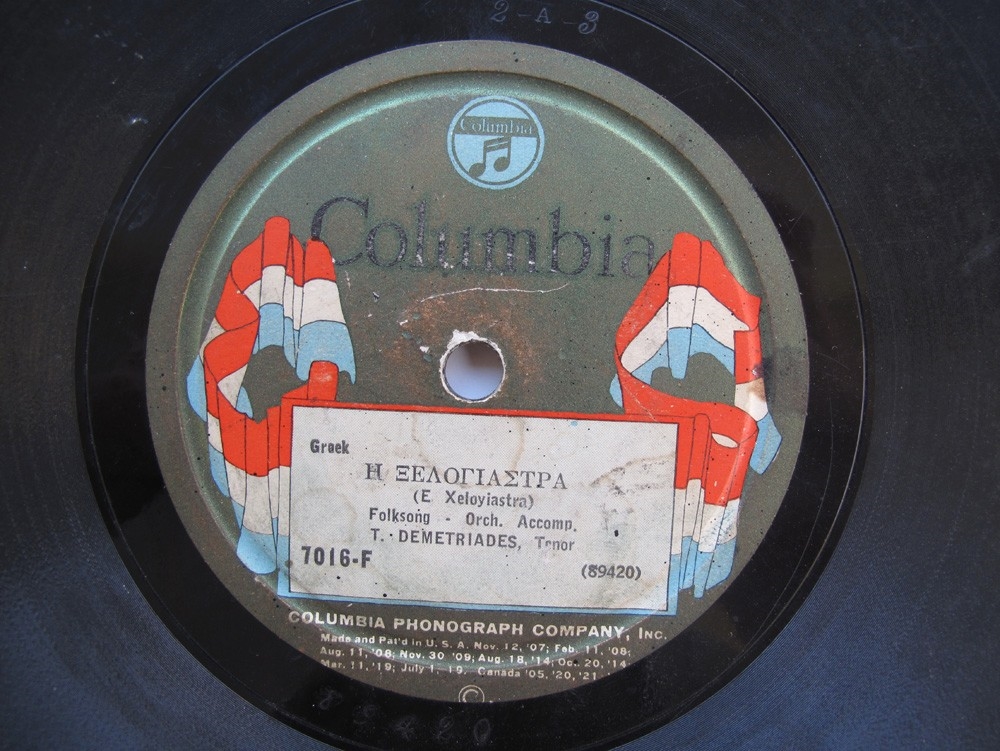 2-A-3
Columbia
Columbia
Greek
Η ΞΕΛΟΓΙΑΣΤΡΑ
(E Xeloyiastra)
Folksong - Orch. Accomp.
T. DEMETRIADES, Tenor
7016-F (89420)
COLUMBIA PHONOGRAPH COMPANY, Inc.
Made and Pat'd in U. S. A. Nov. 12, '07; Feb. 11, '08;
Aug. 11, '08; Nov. 30 '09; Aug. 18, '14; Oc. 20, '14
Mar. 11, '19; July 1, 19. Canada '05, '20, '21
C
89420